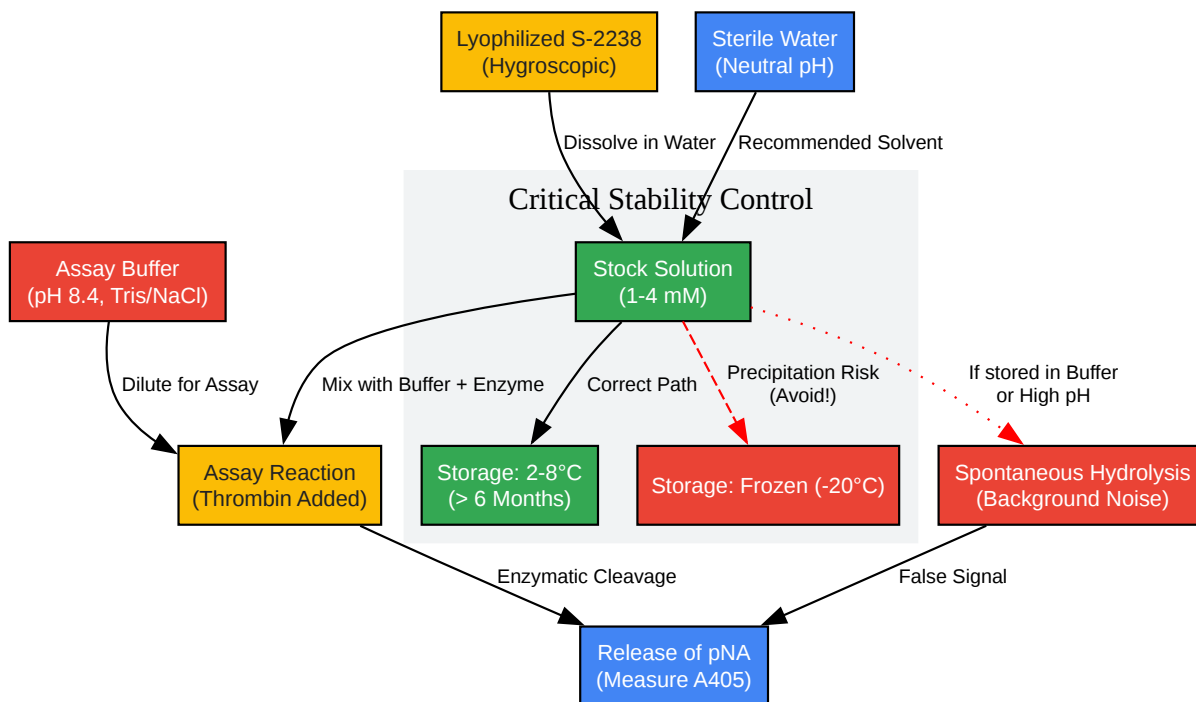 Lyophilized S-2238
(Hygroscopic)
Sterile Water
(Neutral pH)
Dissolve in Water
Recommended Solvent
Critical Stability Control
Assay Buffer
(pH 8.4, Tris/NaCl)
Stock Solution
(1-4 mM)
Dilute for Assay
Mix with Buffer + Enzyme
Correct Path
Precipitation Risk
(Avoid!)
If stored in Buffer
or High pH
Assay Reaction
(Thrombin Added)
Storage: 2-8°C
(> 6 Months)
Storage: Frozen (-20°C)
Spontaneous Hydrolysis
(Background Noise)
Enzymatic Cleavage
False Signal
Release of pNA
(Measure A405)